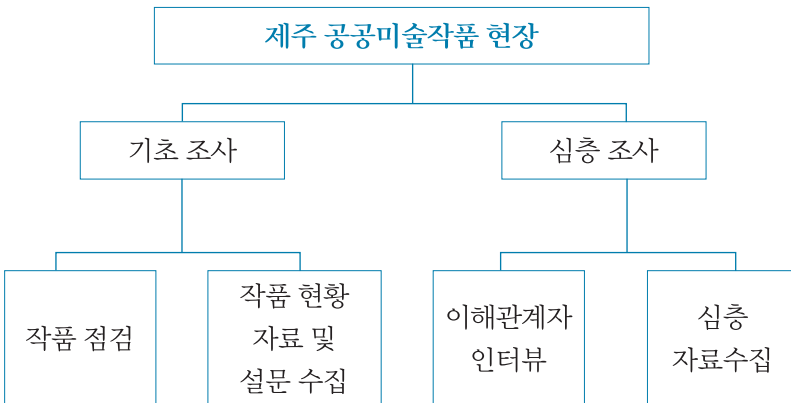 제주 공공미술작품 현장
기초 조사
심층 조사
작품 점검
작품 현황
자료 및
설문 수집
이해관계자
인터뷰
심층
자료수집